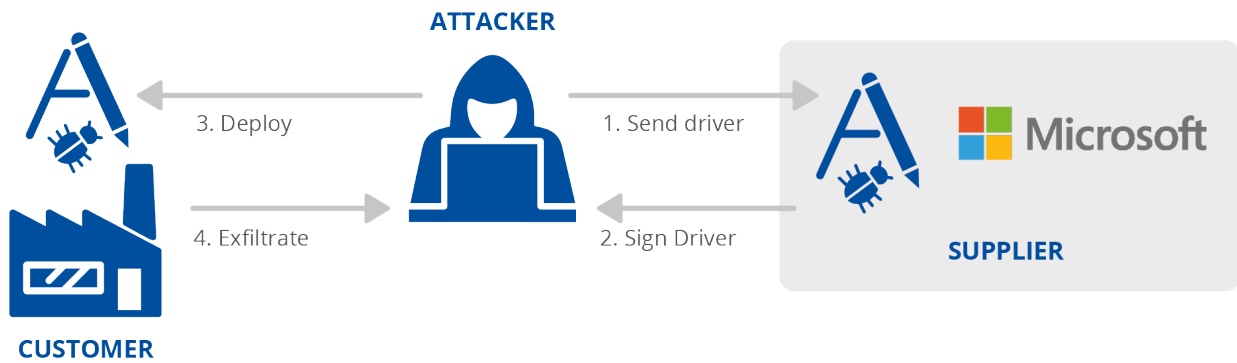 ATTACKER
3. Deploy
1. Send driver
Microsoft
4. Exfiltrate
2. Sign Driver
SUPPLIER
CUSTOMER